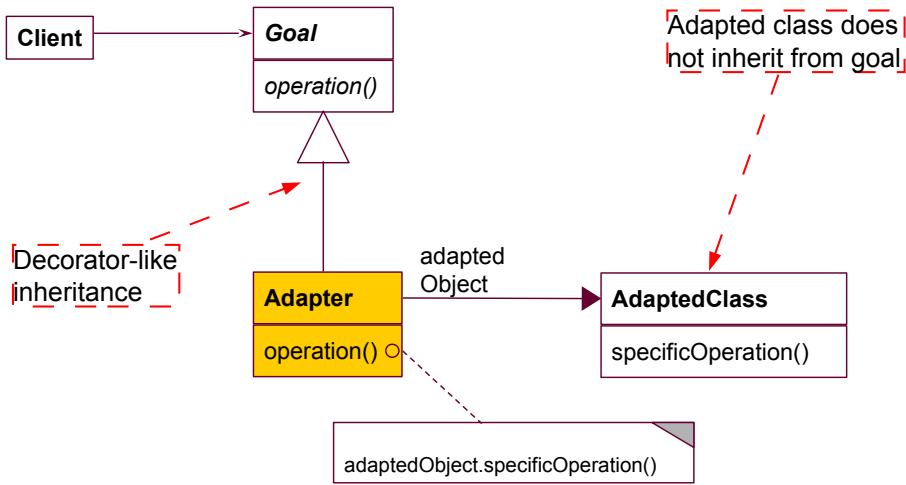 Client
Goal
operation()
Adapted class does
not inherit from goal
Decorator-like
inheritance
adapted
Object
Adapter
operation()
AdaptedClass
specificOperation()
adaptedObject.specificOperation()